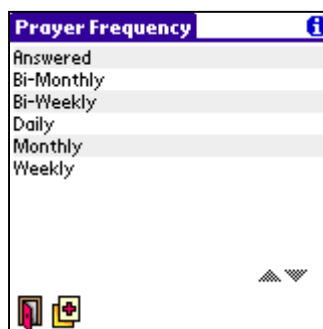 Prayer Frequency i
Answered
Bi-Monthly
Bi-Weekly
Daily
Monthly
Weekly